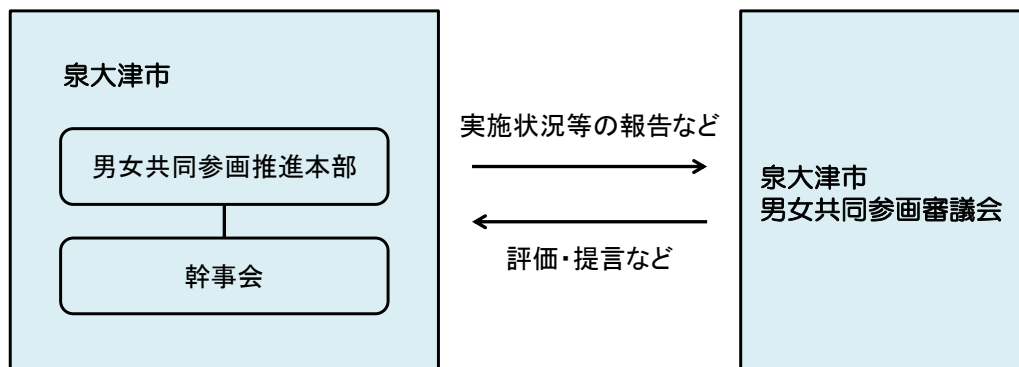 泉大津市
男女共同参画推進本部
幹事会
実施状況等の報告など
評価・提言など
泉大津市
男女共同参画審議会